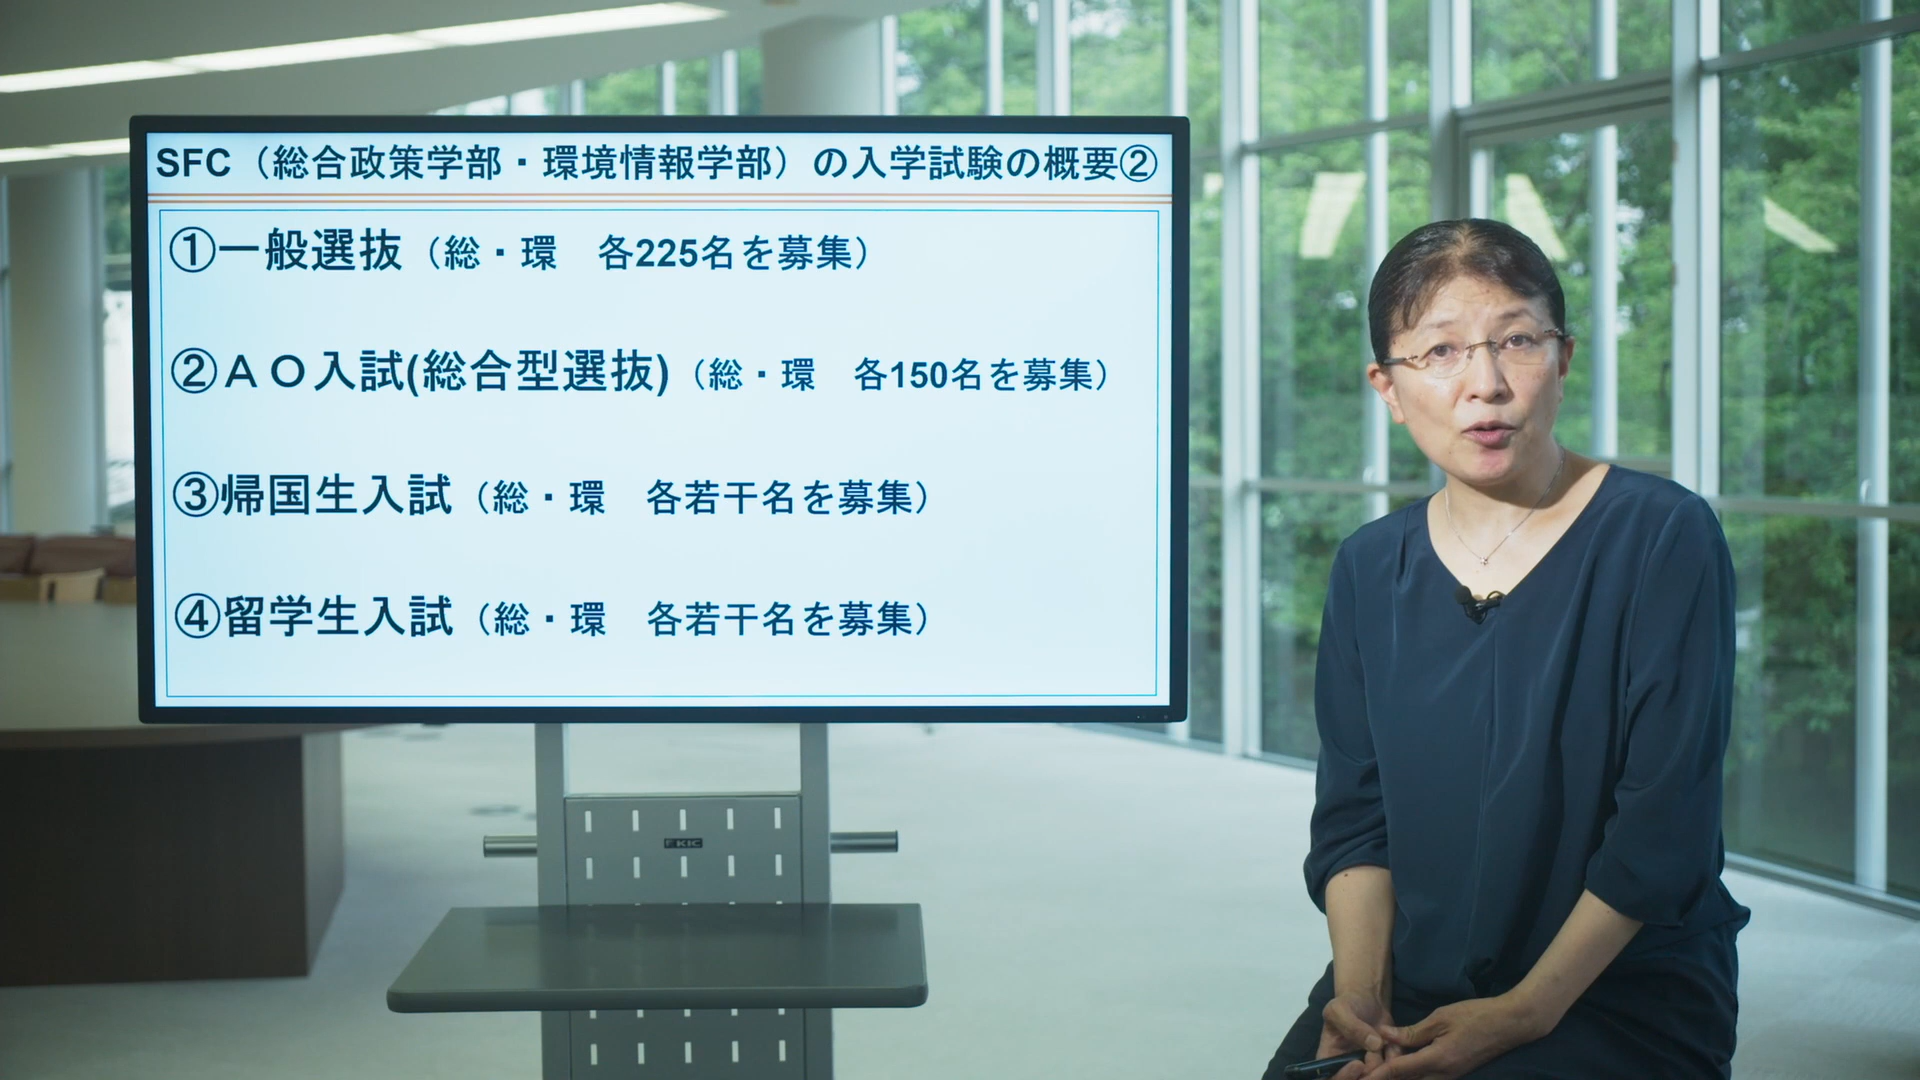 SFC（総合政策学部・環境情報学部）の入学試験の概要②
①一般選抜（総・環　各225名を募集）
②ＡＯ入試(総合型選抜)（総・環　各150名を募集）
③帰国生入試（総・環　各若干名を募集）
④留学生入試（総・環　各若干名を募集）
KIC